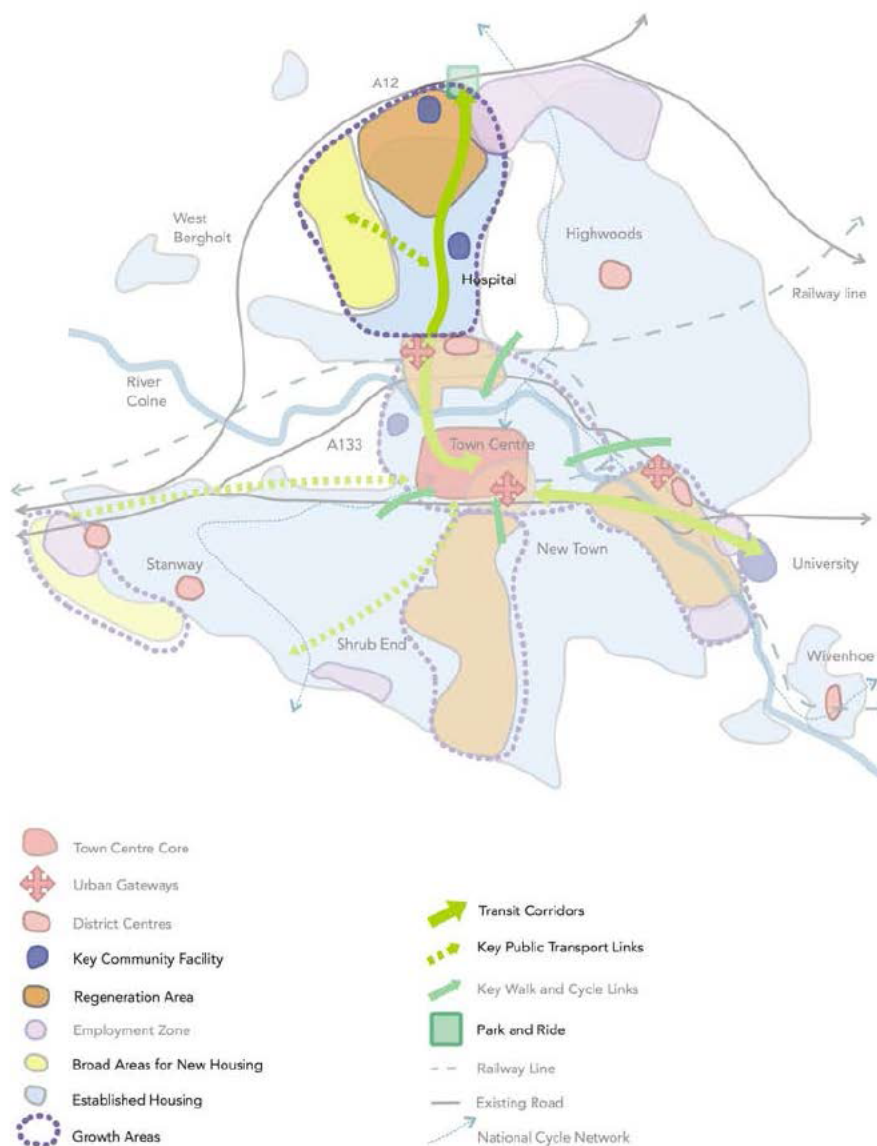 A12
West
Bergholt
Highwoods
Hospital
Railway line
River
Colne
A133
Town Centre
Stanway
New Town
University
Shrub End
Wivenhoe
Town Centre Core
Urban Gateways
District Centres
Key Community Facility
Regeneration Area
Employment Zone
Broad Areas for New Housing
Established Housing
Growth Areas
Transit Corridors
Key Public Transport Links
Key Walk and Cycle Links
Park and Ride
Railway Line
Existing Road
National Cycle Network